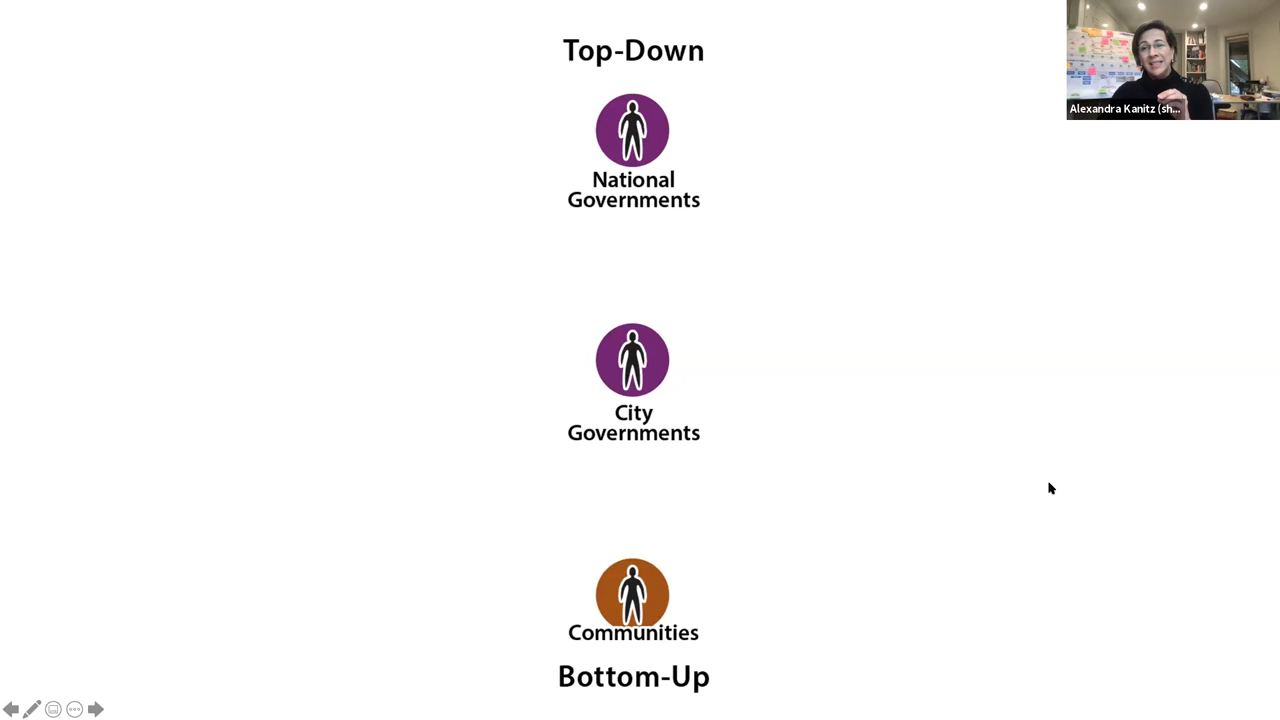 Top-Down
National
Governments
City
Governments
Communities
Bottom-Up
Alexandra Kanitz (sh...